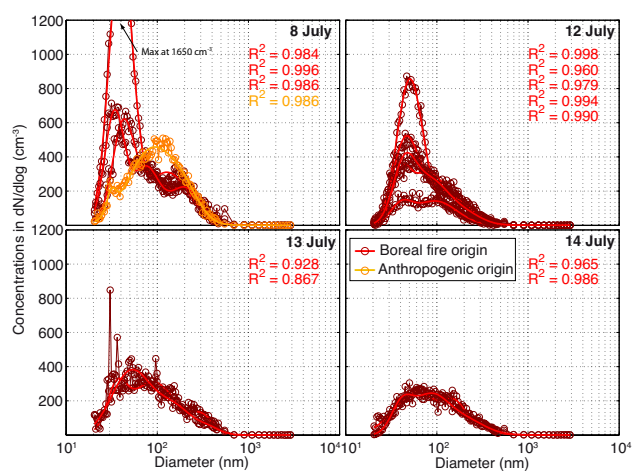 8 July
Max at 1650 cm⁻³
R² = 0.984
R² = 0.996
R² = 0.986
R² = 0.986
12 July
R² = 0.998
R² = 0.960
R² = 0.979
R² = 0.994
R² = 0.990
1200
1000
800
600
400
200
Concentrations in dN/dlog (cm⁻³)
13 July
R² = 0.928
R² = 0.867
14 July
Boreal fire origin
Anthropogenic origin
R² = 0.965
R² = 0.986
1200
1000
800
600
400
200
10¹ 10² 10³ 10⁴ 10¹ 10² 10³ 10⁴
Diameter (nm) Diameter (nm)